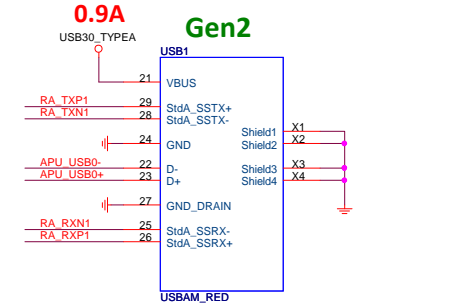 0.9A
Gen2
USB30_TYPEA
USB1
21 VBUS
RA_TXP1 29 StdA_SSTX+
RA_TXN1 28 StdA_SSTX-
24 GND
Shield1 X1
Shield2 X2
APU_USB0- 22 D-
APU_USB0+ 23 D+
Shield3 X3
Shield4 X4
27 GND_DRAIN
RA_RXN1 25 StdA_SSRX-
RA_RXP1 26 StdA_SSRX+
USBAM_RED